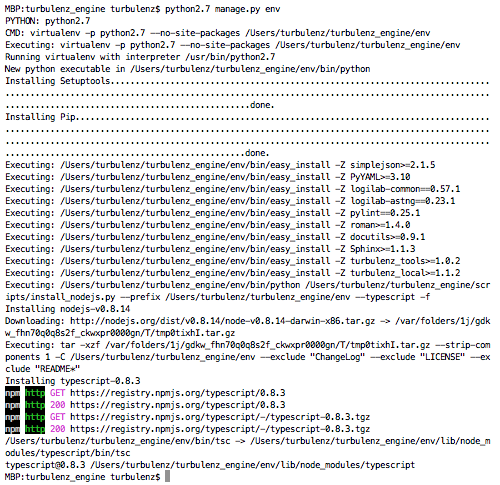 MBP:turbulenz_engine turbulenz$ python2.7 manage.py env
PYTHON: python2.7
CMD: virtualenv -p python2.7 --no-site-packages /Users/turbulenz/turbulenz_engine/env
Executing: virtualenv -p python2.7 --no-site-packages /Users/turbulenz/turbulenz_engine/env
Running virtualenv with interpreter /usr/bin/python2.7
New python executable in /Users/turbulenz/turbulenz_engine/env/bin/python
Installing Setuptools..................................................................
.....................................................................................
...........................................done.
Installing Pip.........................................................................
.....................................................................................
.....................................................................................
..........................................done.
Executing: /Users/turbulenz/turbulenz_engine/env/bin/easy_install -Z simplejson>=2.1.5
Executing: /Users/turbulenz/turbulenz_engine/env/bin/easy_install -Z PyYAML>=3.10
Executing: /Users/turbulenz/turbulenz_engine/env/bin/easy_install -Z logilab-common==0.57.1
Executing: /Users/turbulenz/turbulenz_engine/env/bin/easy_install -Z logilab-astng==0.23.1
Executing: /Users/turbulenz/turbulenz_engine/env/bin/easy_install -Z pylint==0.25.1
Executing: /Users/turbulenz/turbulenz_engine/env/bin/easy_install -Z roman>=1.4.0
Executing: /Users/turbulenz/turbulenz_engine/env/bin/easy_install -Z docutils>=0.9.1
Executing: /Users/turbulenz/turbulenz_engine/env/bin/easy_install -Z Sphinx>=1.1.3
Executing: /Users/turbulenz/turbulenz_engine/env/bin/easy_install -Z turbulenz_tools>=1.0.2
Executing: /Users/turbulenz/turbulenz_engine/env/bin/easy_install -Z turbulenz_local>=1.1.2
Executing: /Users/turbulenz/turbulenz_engine/env/bin/python /Users/turbulenz/turbulenz_engine/scr
ipts/install_nodejs.py --prefix /Users/turbulenz/turbulenz_engine/env --typescript -f
Installing nodejs-v0.8.14
Downloading: http://nodejs.org/dist/v0.8.14/node-v0.8.14-darwin-x86.tar.gz -> /var/folders/1j/gdk
w_fhn70q0q8s2f_ckwxpr0000gn/T/tmp0tixhI.tar.gz
Executing: tar -xzf /var/folders/1j/gdkw_fhn70q0q8s2f_ckwxpr0000gn/T/tmp0tixhI.tar.gz --strip-com
ponents 1 -C /Users/turbulenz/turbulenz_engine/env --exclude "ChangeLog" --exclude "LICENSE" --ex
clude "README*"
Installing typescript-0.8.3
npm http GET https://registry.npmjs.org/typescript/0.8.3
npm http 200 https://registry.npmjs.org/typescript/0.8.3
npm http GET https://registry.npmjs.org/typescript/-/typescript-0.8.3.tgz
npm http 200 https://registry.npmjs.org/typescript/-/typescript-0.8.3.tgz
/Users/turbulenz/turbulenz_engine/env/bin/tsc -> /Users/turbulenz/turbulenz_engine/env/lib/node_m
odules/typescript/bin/tsc
typescript@0.8.3 /Users/turbulenz/turbulenz_engine/env/lib/node_modules/typescript
MBP:turbulenz_engine turbulenz$